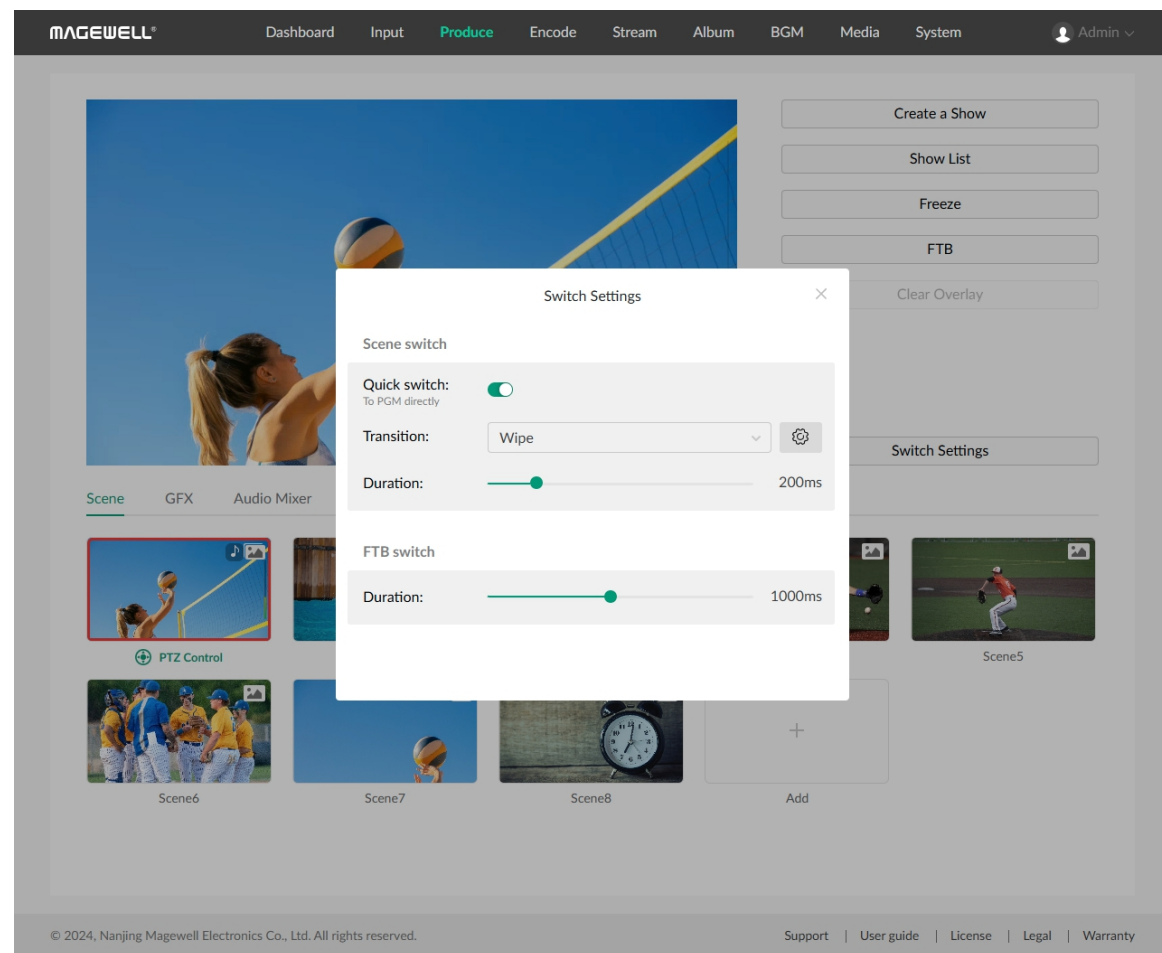 MAGEWELL®
Dashboard Input Produce Encode Stream Album BGM Media System Admin
Create a Show
Show List
Freeze
FTB
Clear Overlay
Switch Settings
Switch Settings
Scene switch
Quick switch:
To PGM directly
Transition: Wipe
Duration: 200ms
FTB switch
Duration: 1000ms
Scene GFX Audio Mixer
PTZ Control
Scene5
Scene6 Scene7 Scene8 Add
© 2024, Nanjing Magewell Electronics Co., Ltd. All rights reserved.
Support | User guide | License | Legal | Warranty